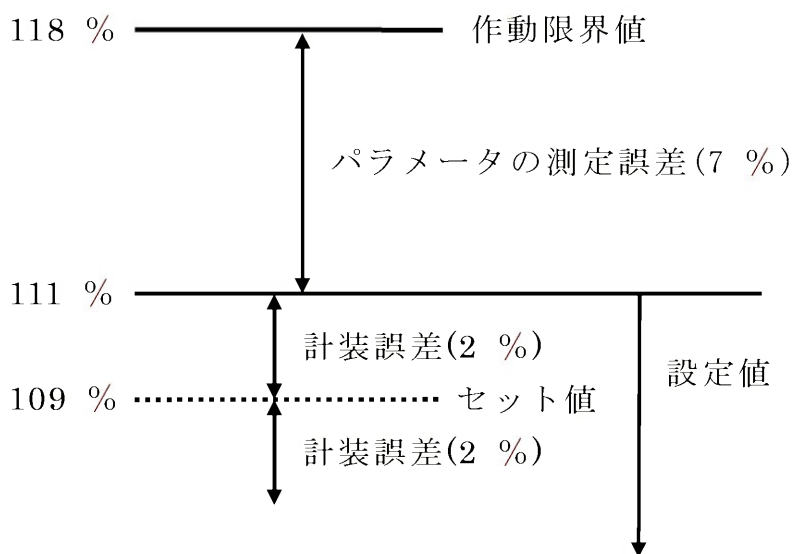 118 % 作動限界値
パラメータの測定誤差(7 %)
111 %
計装誤差(2 %)
設定値
109 % セット値
計装誤差(2 %)